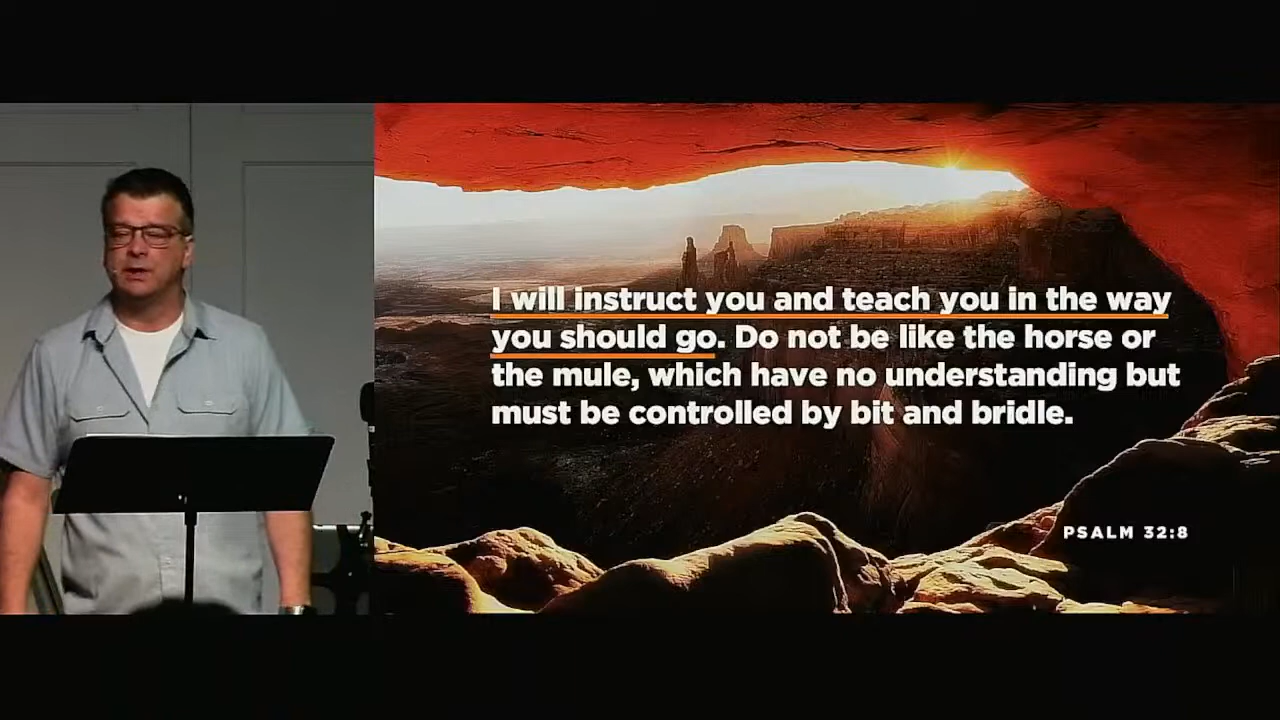 I will instruct you and teach you in the way
you should go. Do not be like the horse or
the mule, which have no understanding but
must be controlled by bit and bridle.
PSALM 32:8